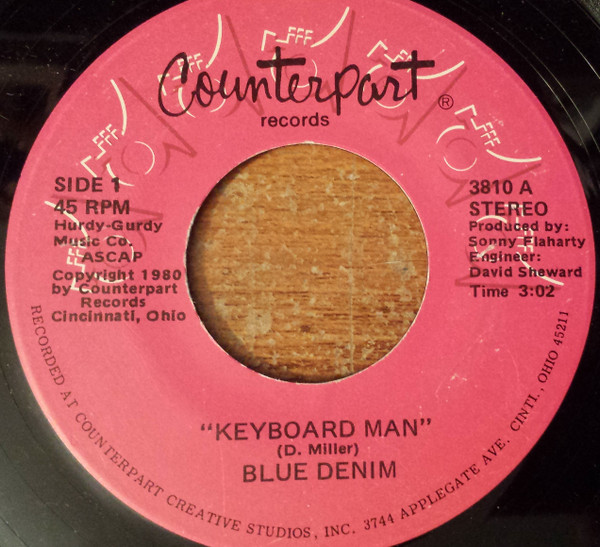 Counterpart®
records
SIDE 1
45 RPM
Hurdy-Gurdy
Music Co.
ASCAP
Copyright 1980
by Counterpart
Records
Cincinnati, Ohio
3810 A
STEREO
Produced by:
Sonny Flaharty
Engineer:
David Sheward
Time 3:02
"KEYBOARD MAN"
(D. Miller)
BLUE DENIM
RECORDED AT COUNTERPART CREATIVE STUDIOS, INC. 3744 APPLEGATE AVE. CINTI., OHIO 45211